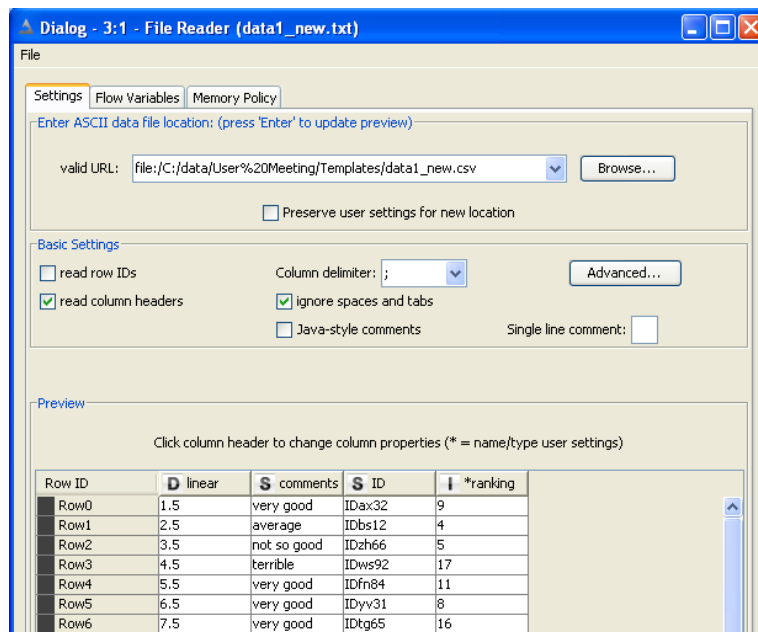 Dialog - 3:1 - File Reader (data1_new.txt)
File
Settings Flow Variables Memory Policy
Enter ASCII data file location: (press 'Enter' to update preview)
valid URL: file:/C:/data/User%20Meeting/Templates/data1_new.csv Browse...
Preserve user settings for new location
Basic Settings
read row IDs Column delimiter: ; Advanced...
read column headers ignore spaces and tabs
Java-style comments Single line comment:
Preview
Click column header to change column properties (* = name/type user settings)
Row ID D linear S comments S ID I *ranking
Row0 1.5 very good IDax32 9
Row1 2.5 average IDbs12 4
Row2 3.5 not so good IDzh66 5
Row3 4.5 terrible IDws92 17
Row4 5.5 very good IDfn84 11
Row5 6.5 very good IDyv31 8
Row6 7.5 very good IDtg65 16